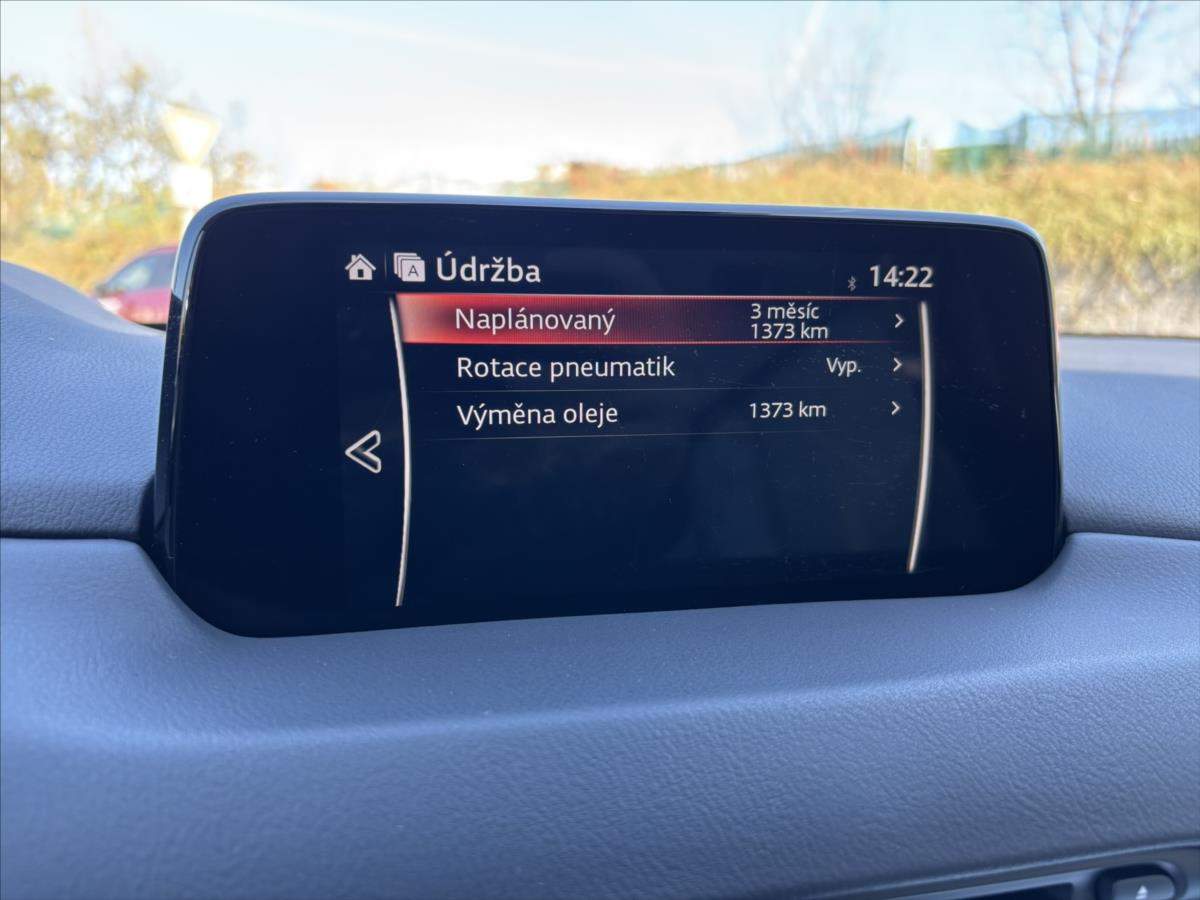 A Údržba 14:22
Naplánovaný 3 měsíc
1373 km
Rotace pneumatik Vyp.
Výměna oleje 1373 km